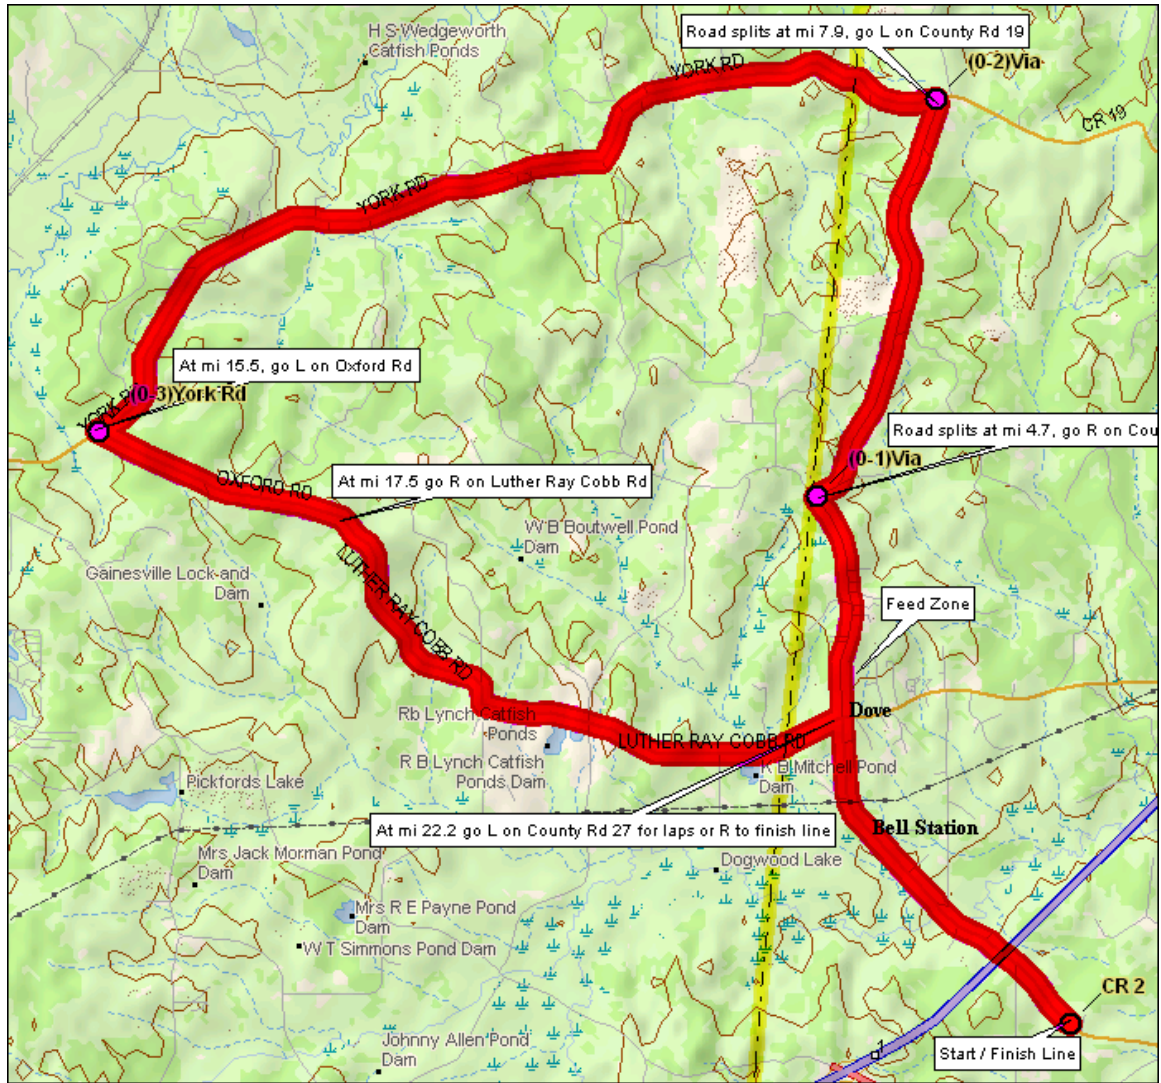 H S Wedgeworth
Catfish Ponds
Road splits at mi 7.9, go L on County Rd 19
(0-2)Via
YORK RD
CR 19
YORK RD
At mi 15.5, go L on Oxford Rd
(0-3)York Rd
Road splits at mi 4.7, go R on Cou
(0-1)Via
OXFORD RD
At mi 17.5 go R on Luther Ray Cobb Rd
W B Boutwell Pond
Dam
Gainesville Lock and
Dam
LUTHER RAY COBB RD
Feed Zone
Dove
Rb Lynch Catfish
Ponds
LUTHER RAY COBB RD
R B Lynch Catfish
Ponds Dam
K B Mitchell Pond
Dam
Pickfords Lake
At mi 22.2 go L on County Rd 27 for laps or R to finish line
Bell Station
Mrs Jack Morman Pond
Dam
Dogwood Lake
Mrs R E Payne Pond
Dam
W T Simmons Pond Dam
CR 2
Johnny Allen Pond
Dam
1
Start / Finish Line